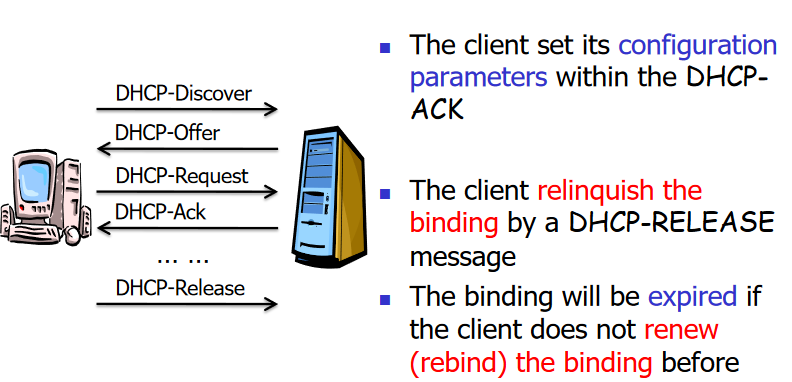 DHCP-Discover
DHCP-Offer
DHCP-Request
DHCP-Ack
... ...
DHCP-Release
The client set its configuration
parameters within the DHCP-
ACK
The client relinquish the
binding by a DHCP-RELEASE
message
The binding will be expired if
the client does not renew
(rebind) the binding before